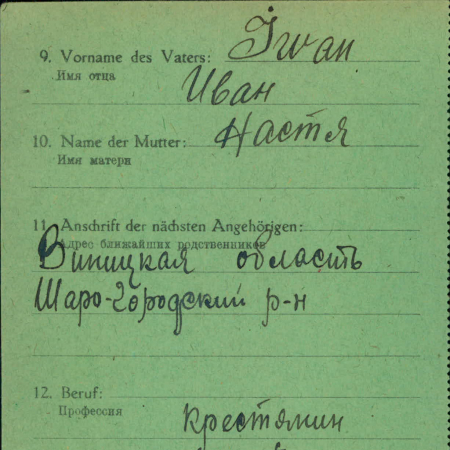 9. Vorname des Vaters: Iwan
Имя отца
Иван
10. Name der Mutter: Настя
Имя матери
11. Anschrift der nächsten Angehörigen:
Адрес ближайших родственников
Виницкая область
Шаро-Городский р-н
12. Beruf:
Профессия
Крестямин